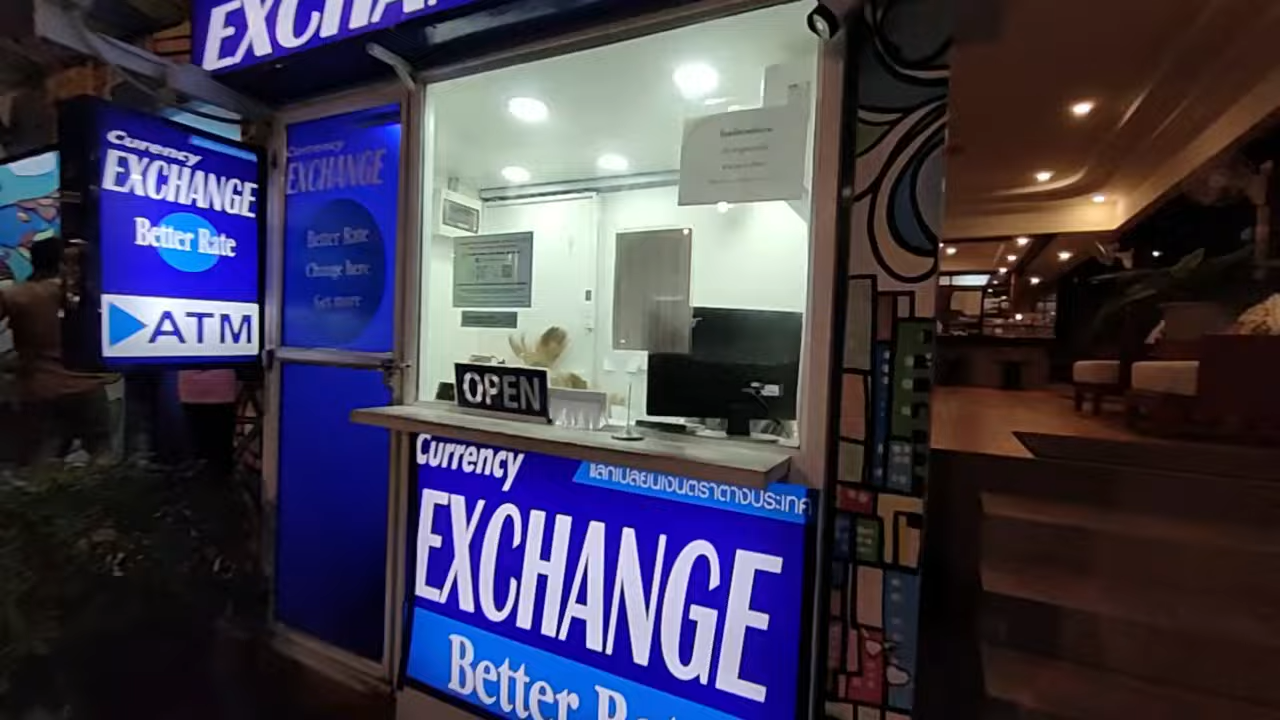 EXCHA
Currency
EXCHANGE
Better Rate
ATM
Currency
EXCHANGE
Better Rate
Change here
Get more
OPEN
Currency
แลกเปลี่ยนเงินตราต่างประเทศ
EXCHANGE
Better